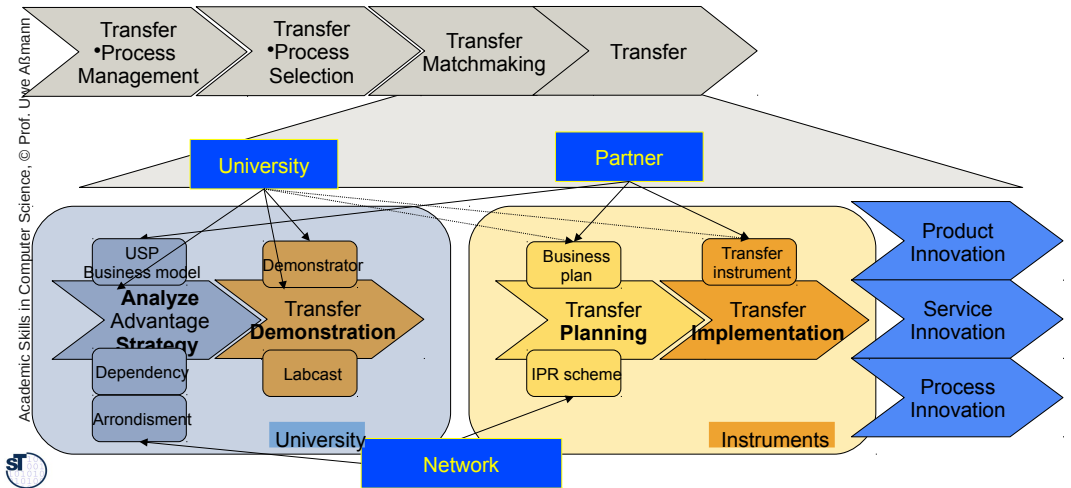 Transfer
•Process
Management
Transfer
•Process
Selection
Transfer
Matchmaking
Transfer
Academic Skills in Computer Science, © Prof. Uwe Aßmann
University
Partner
USP
Business model
Demonstrator
Business
plan
Transfer
instrument
Product
Innovation
Analyze
Advantage
Strategy
Transfer
Demonstration
Transfer
Planning
Transfer
Implementation
Service
Innovation
Dependency
Labcast
IPR scheme
Process
Innovation
Arrondisment
University
Instruments
Network
ST